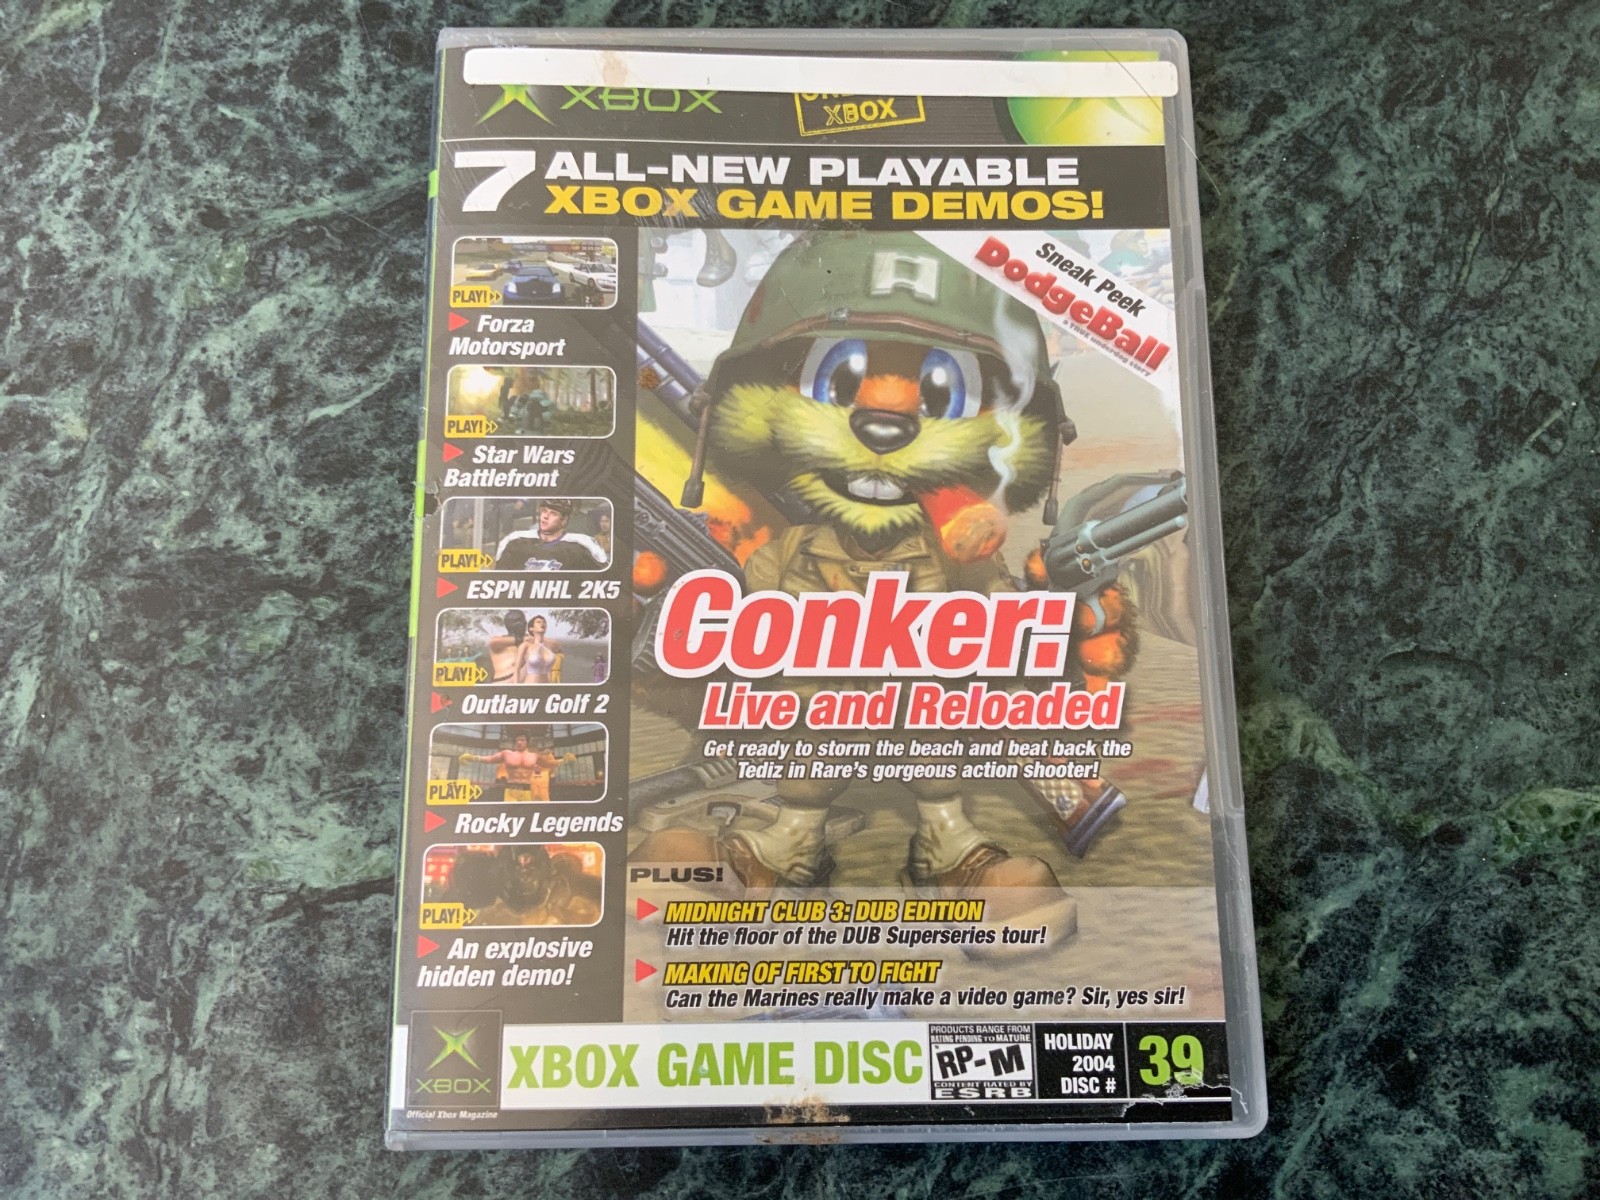 XBOX
XBOX
7 ALL-NEW PLAYABLE
XBOX GAME DEMOS!
PLAY!
Forza
Motorsport
PLAY!
Star Wars
Battlefront
PLAY!
ESPN NHL 2K5
PLAY!
Outlaw Golf 2
PLAY!
Rocky Legends
PLAY!
An explosive
hidden demo!
Sneak Peek
DodgeBall
a TRUE underdog story
Conker:
Live and Reloaded
Get ready to storm the beach and beat back the
Tediz in Rare's gorgeous action shooter!
PLUS!
MIDNIGHT CLUB 3: DUB EDITION
Hit the floor of the DUB Superseries tour!
MAKING OF FIRST TO FIGHT
Can the Marines really make a video game? Sir, yes sir!
XBOX
Official Xbox Magazine
XBOX GAME DISC
PRODUCTS RANGE FROM
RATING PENDING TO MATURE
RP-M
CONTENT RATED BY
ESRB
HOLIDAY
2004
DISC #
39